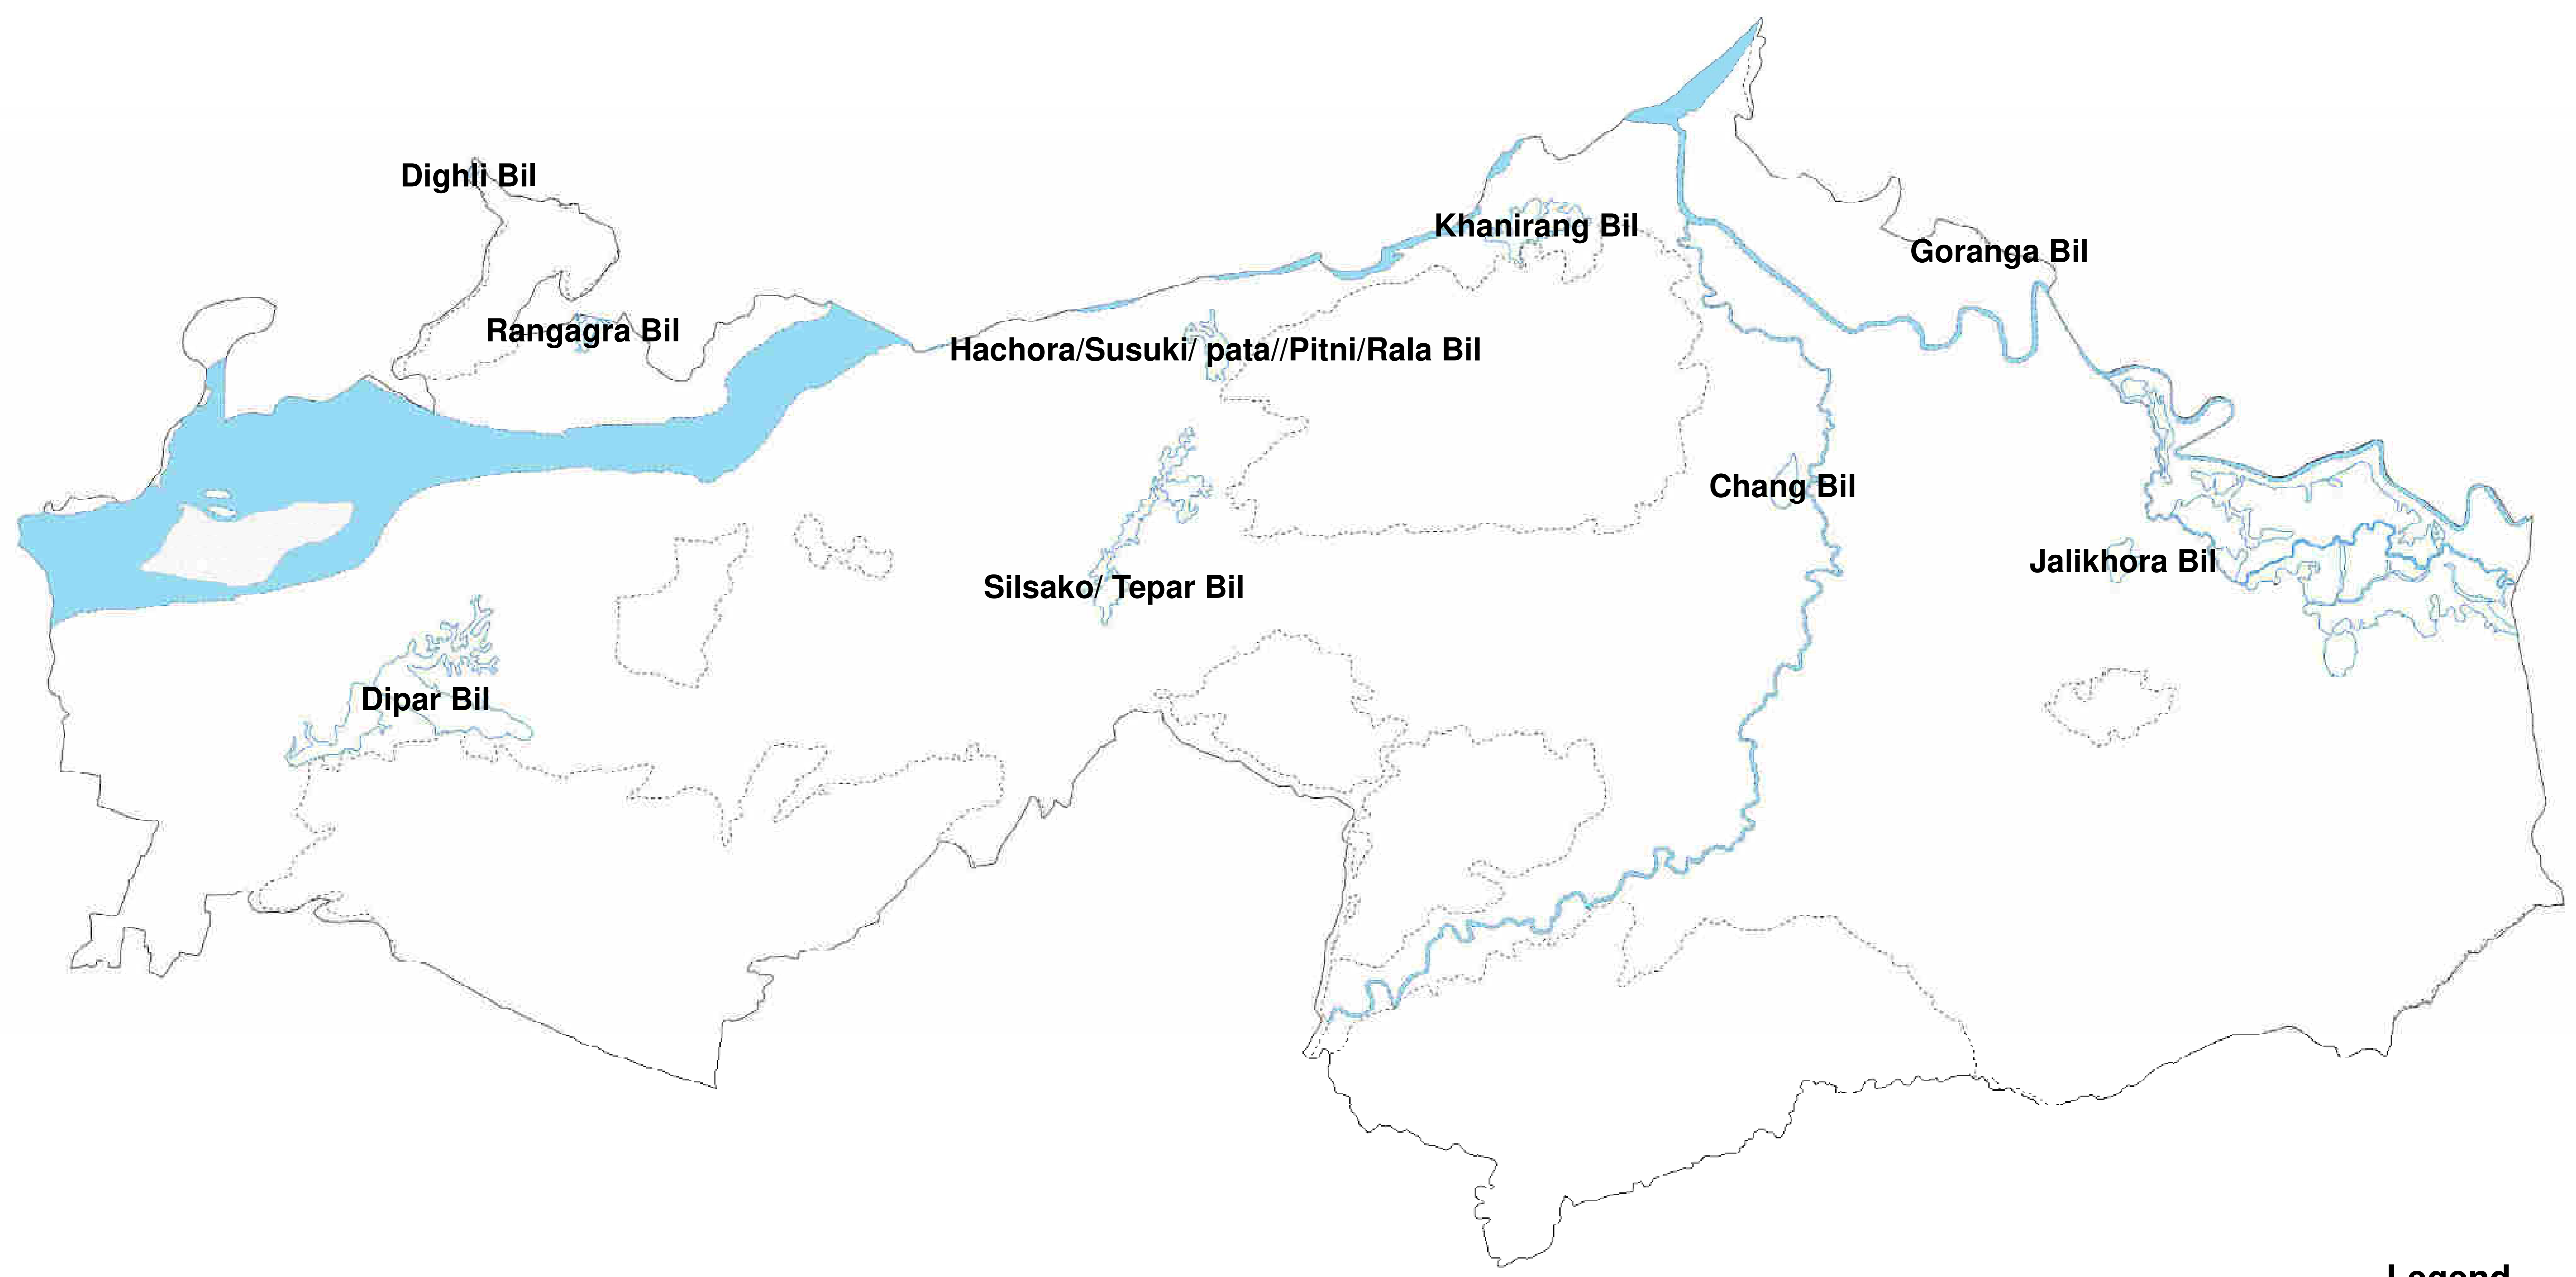 Dighli Bil
Khanirang Bil
Goranga Bil
Rangagra Bil
Hachora/Susuki/ pata//Pitni/Rala Bil
Chang Bil
Jalikhora Bil
Silsako/ Tepar Bil
Dipar Bil
Legend